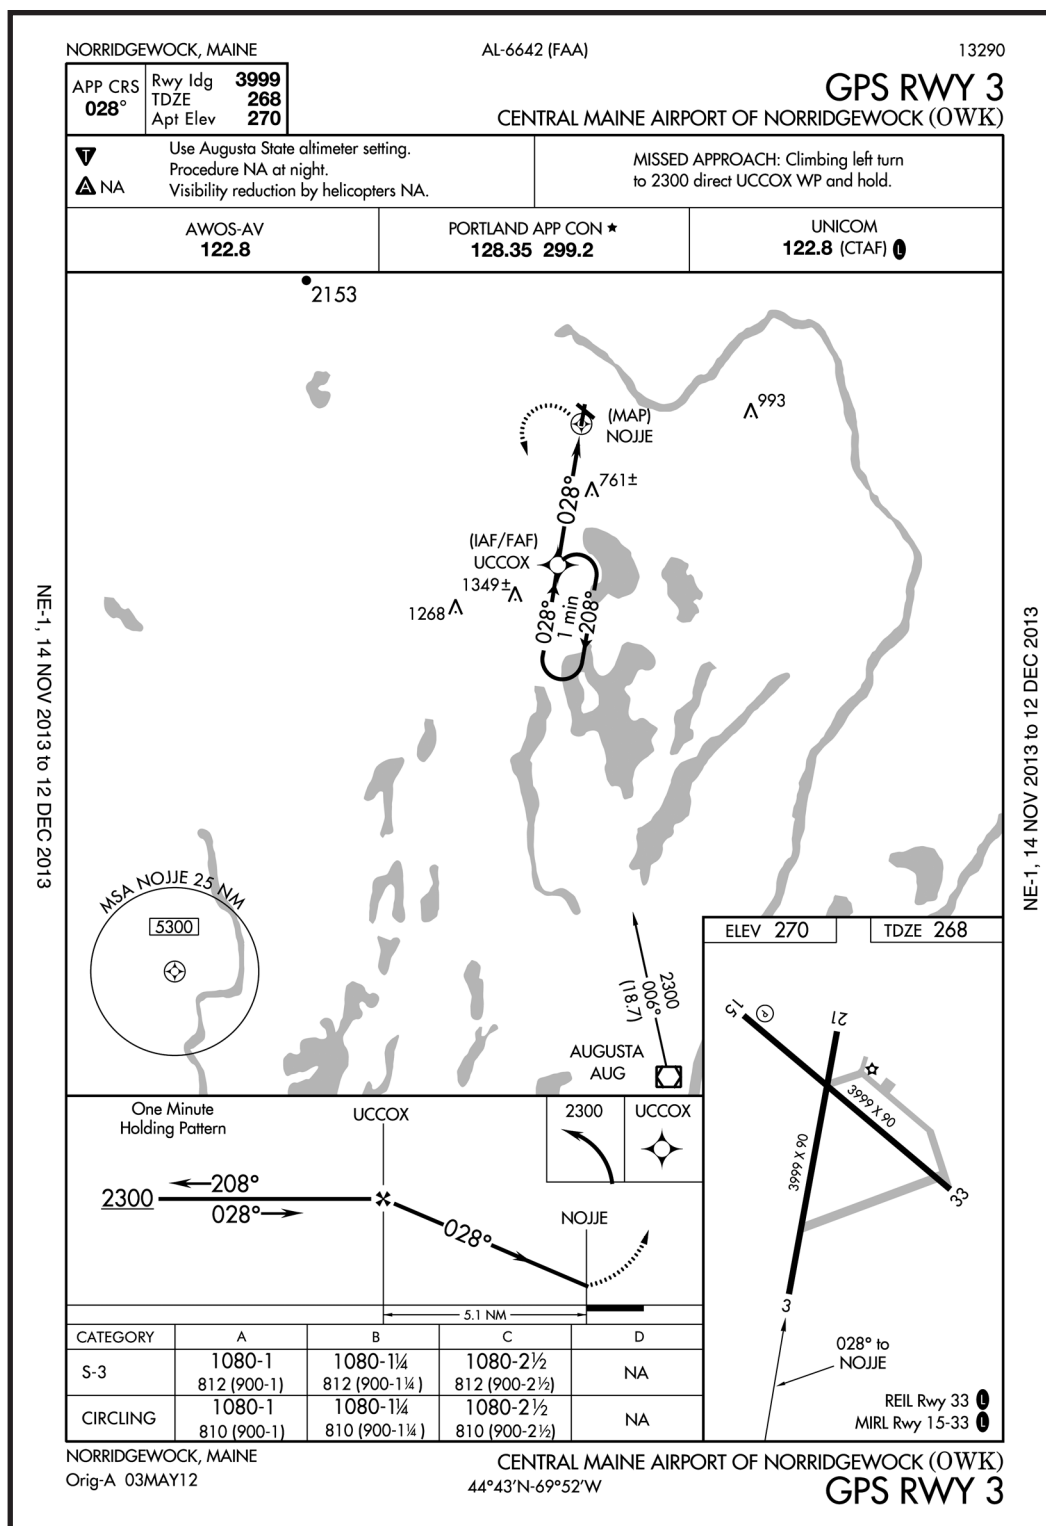 NORRIDGEWOCK, MAINE
AL-6642 (FAA)
13290
APP CRS
028°
Rwy ldg 3999
TDZE 268
Apt Elev 270
GPS RWY 3
CENTRAL MAINE AIRPORT OF NORRIDGEWOCK (OWK)
T
A NA
Use Augusta State altimeter setting.
Procedure NA at night.
Visibility reduction by helicopters NA.
MISSED APPROACH: Climbing left turn
to 2300 direct UCCOX WP and hold.
AWOS-AV
122.8
PORTLAND APP CON ★
128.35 299.2
UNICOM
122.8 (CTAF) L
2153
993
(MAP)
NOJJE
761±
028°
(IAF/FAF)
UCCOX
1349±
1268
028°
1 min
208°
NE-1, 14 NOV 2013 to 12 DEC 2013
NE-1, 14 NOV 2013 to 12 DEC 2013
MSA NOJJE 25 NM
5300
2300
006°
(18.7)
AUGUSTA
AUG
ELEV 270
TDZE 268
15
P
21
3999 X 90
3999 X 90
33
3
028° to
NOJJE
REIL Rwy 33 L
MIRL Rwy 15-33 L
One Minute
Holding Pattern
UCCOX
2300
UCCOX
2300
208°
028°
028°
NOJJE
5.1 NM
CATEGORY A B C D
S-3 1080-1 1080-1¼ 1080-2½ NA
812 (900-1) 812 (900-1¼) 812 (900-2½)
CIRCLING 1080-1 1080-1¼ 1080-2½ NA
810 (900-1) 810 (900-1¼) 810 (900-2½)
NORRIDGEWOCK, MAINE
Orig-A 03MAY12
44°43'N-69°52'W
CENTRAL MAINE AIRPORT OF NORRIDGEWOCK (OWK)
GPS RWY 3